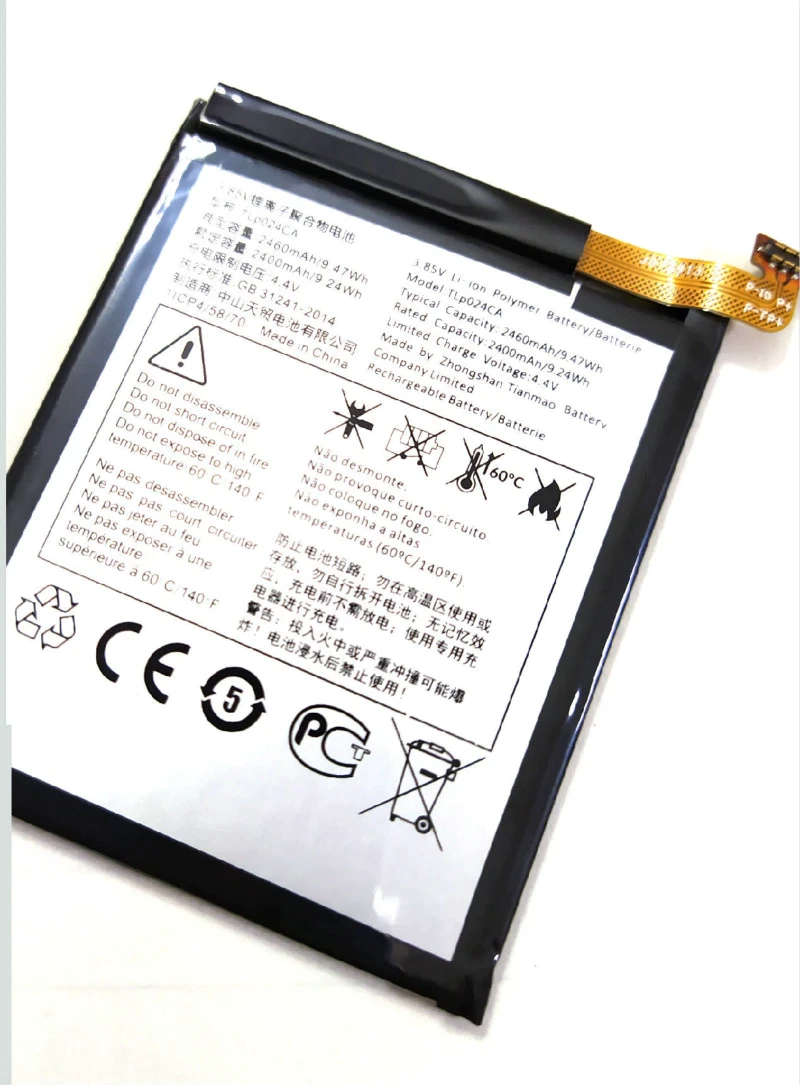 3.85V锂离子聚合物电池
型号 TLp024CA
典型容量 2460mAh/9.47Wh
额定容量 2400mAh/9.24Wh
充电限制电压 4.4V
执行标准 GB 31241-2014
制造商 中山天贸电池有限公司
1ICP4/58/70 Made in China
3.85V Li-ion Polymer Battery/Batterie
Model TLp024CA
Typical Capacity: 2460mAh/9.47Wh
Rated Capacity: 2400mAh/9.24Wh
Limited Charge Voltage:4.4V
Made by Zhongshan Tianmao Battery
Company Limited
Rechargeable Battery/Batterie
P-ID P+
P-TP+
Do not disassemble
Do not short circuit
Do not dispose of in fire
Do not expose to high
temperature 60 C 140 F
Ne pas desassembler
Ne pas pas court circuiter
Ne pas jeter au feu
Ne pas exposer à une
température
supérieure à 60 C/140·F
60°C
Não desmonte.
Não provoque curto-circuito.
Não coloque no fogo.
Não exponha a altas
temperaturas (60ºC/140ºF).
防止电池短路；勿在高温区使用或
存放，勿自行拆开电池；无记忆效
应，充电前不需放电；使用专用充
电器进行充电。
警告：投入火中或严重冲撞可能爆
炸！电池浸水后禁止使用！
CE
5
PCT